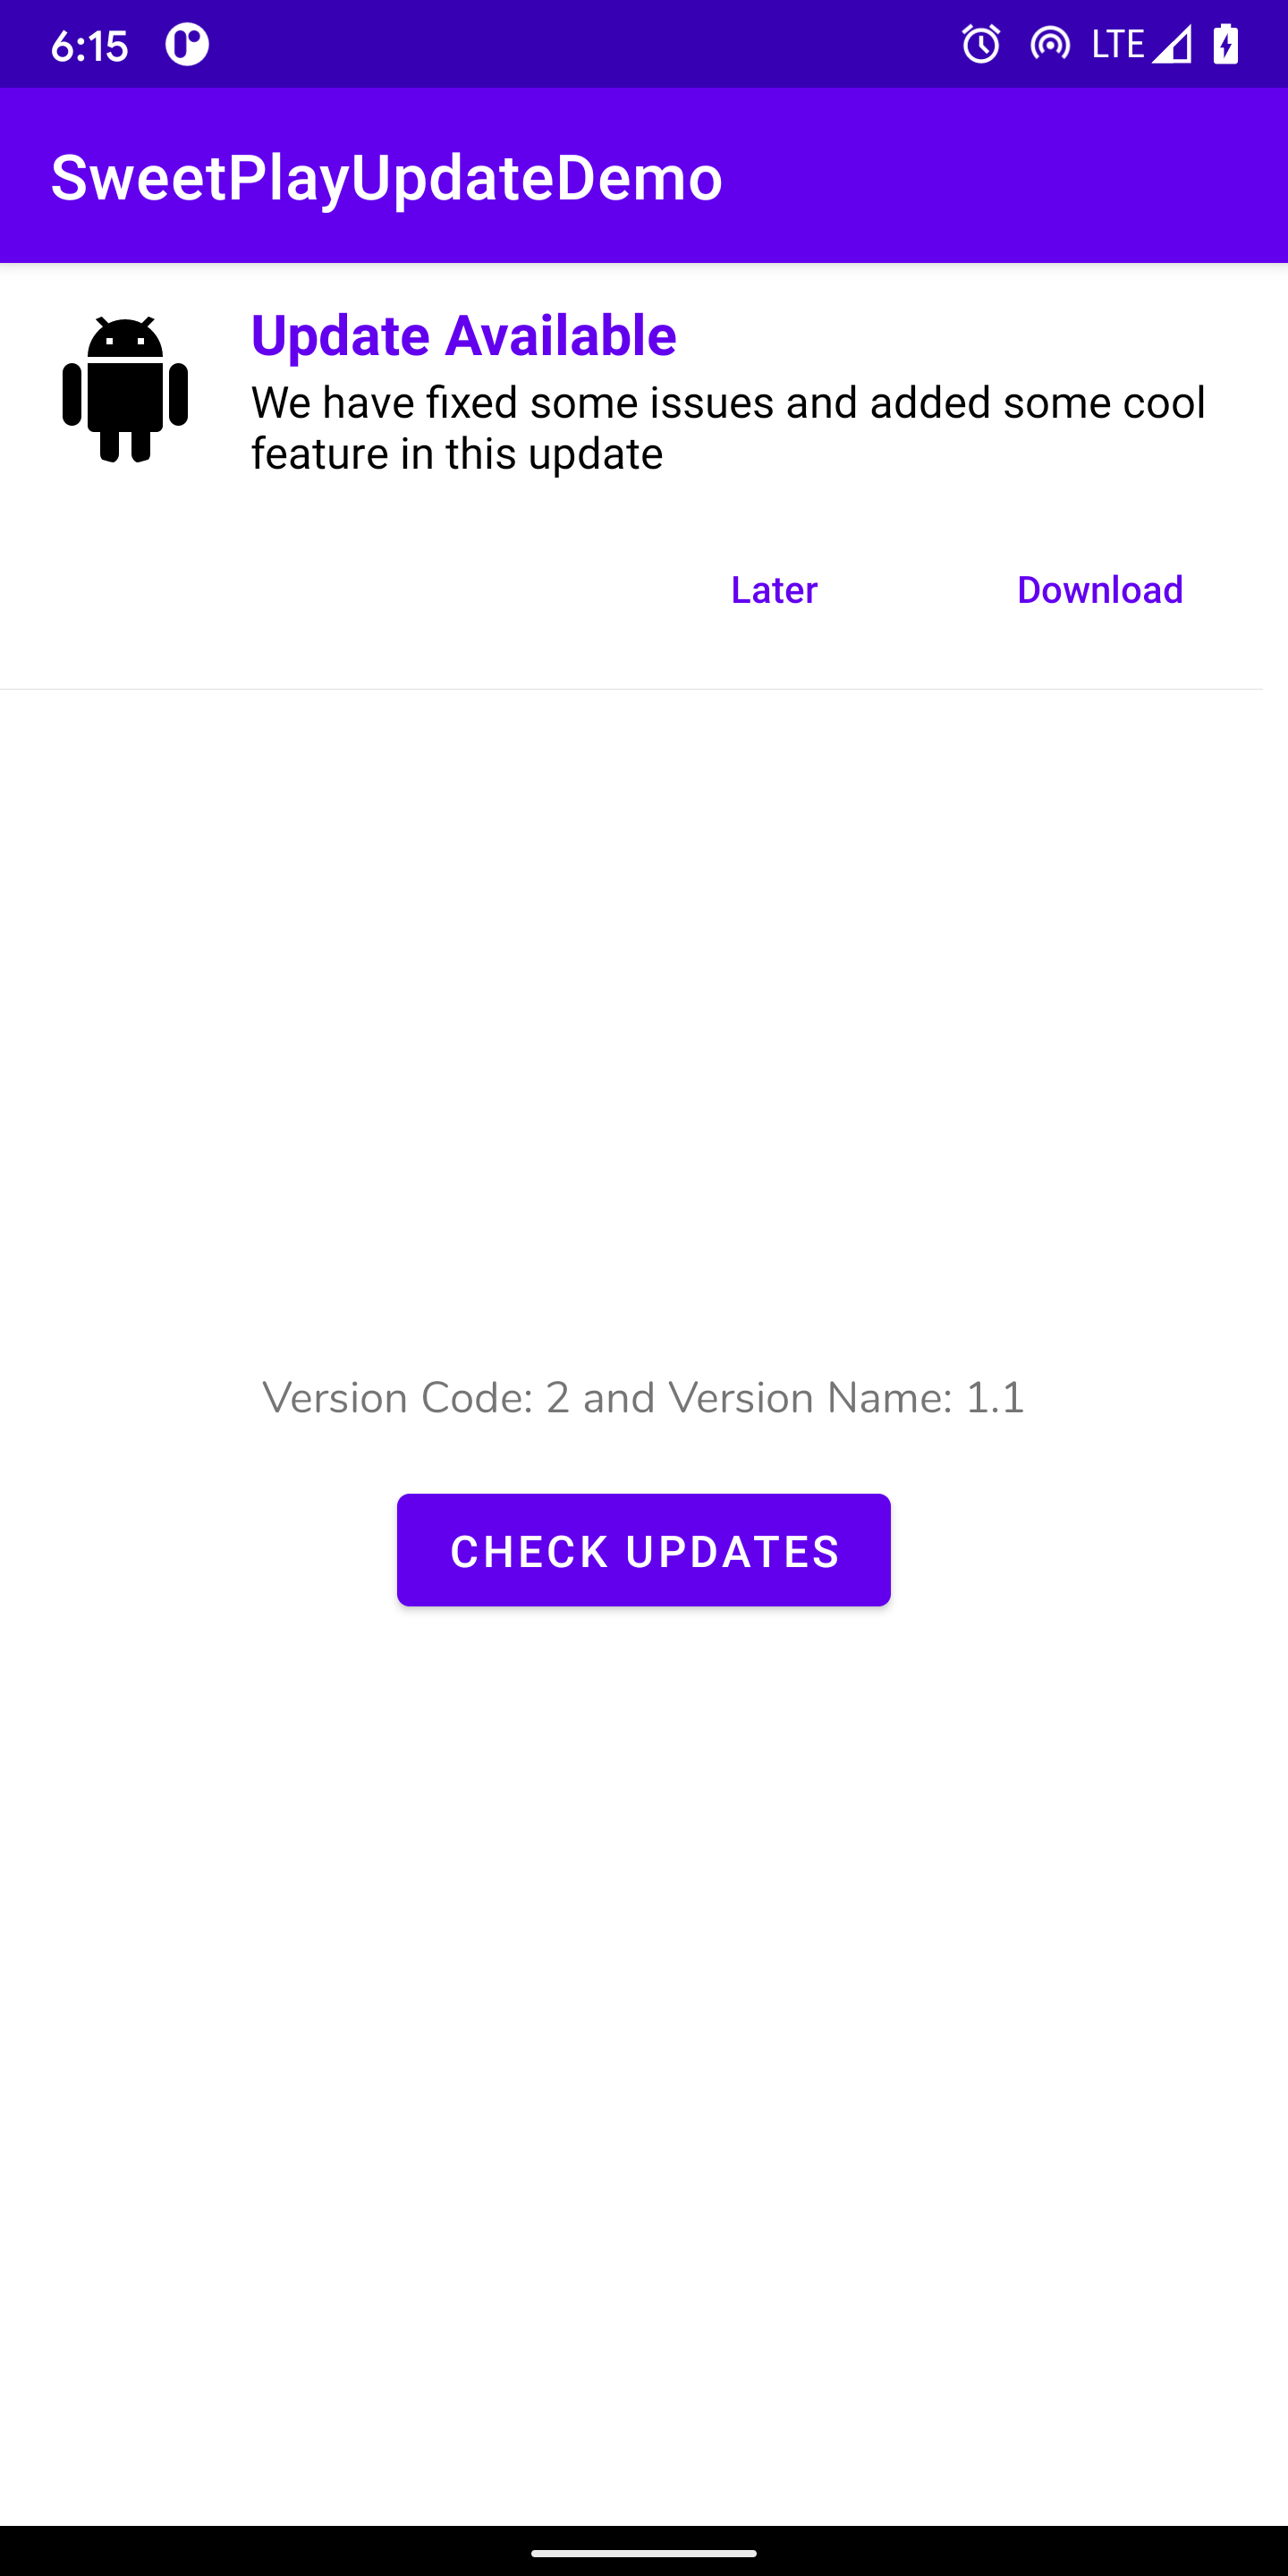 6:15
LTE
SweetPlayUpdateDemo
Update Available
We have fixed some issues and added some cool
feature in this update
Later
Download
Version Code: 2 and Version Name: 1.1
CHECK UPDATES